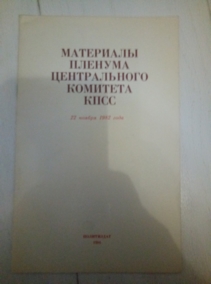 МАТЕРИАЛЫ
ПЛЕНУМА
ЦЕНТРАЛЬНОГО
КОМИТЕТА
КПСС
22 ноября 1982 года